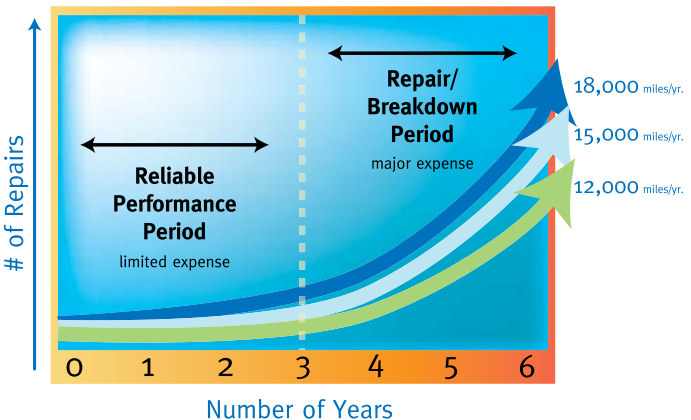 # of Repairs
Reliable
Performance
Period
limited expense
Repair/
Breakdown
Period
major expense
18,000 miles/yr.
15,000 miles/yr.
12,000 miles/yr.
0 1 2 3 4 5 6
Number of Years